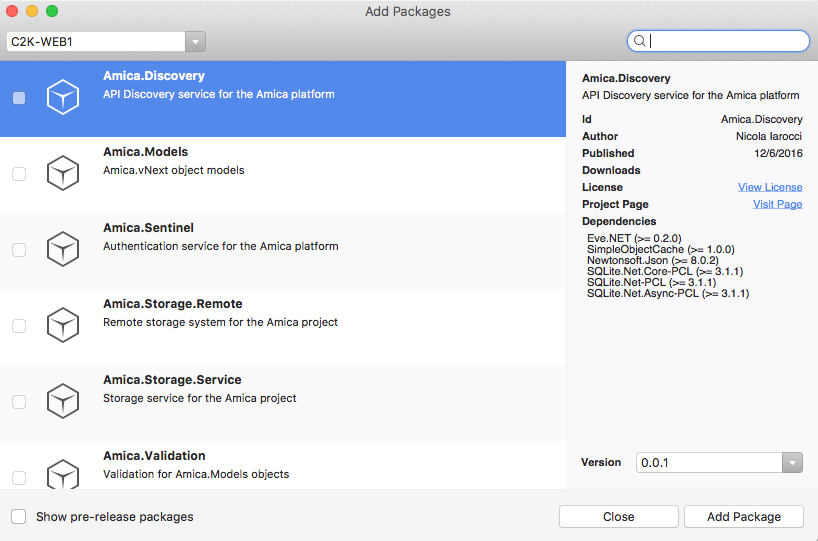 Add Packages
C2K-WEB1
Amica.Discovery
API Discovery service for the Amica platform
Amica.Models
Amica.vNext object models
Amica.Sentinel
Authentication service for the Amica platform
Amica.Storage.Remote
Remote storage system for the Amica project
Amica.Storage.Service
Storage service for the Amica project
Amica.Validation
Validation for Amica.Models objects
Amica.Discovery
API Discovery service for the Amica platform
Id Amica.Discovery
Author Nicola Iarocci
Published 12/6/2016
Downloads
License View License
Project Page Visit Page
Dependencies
Eve.NET (>= 0.2.0)
SimpleObjectCache (>= 1.0.0)
Newtonsoft.Json (>= 8.0.2)
SQLite.Net.Core-PCL (>= 3.1.1)
SQLite.Net-PCL (>= 3.1.1)
SQLite.Net.Async-PCL (>= 3.1.1)
Version 0.0.1
Show pre-release packages
Close
Add Package